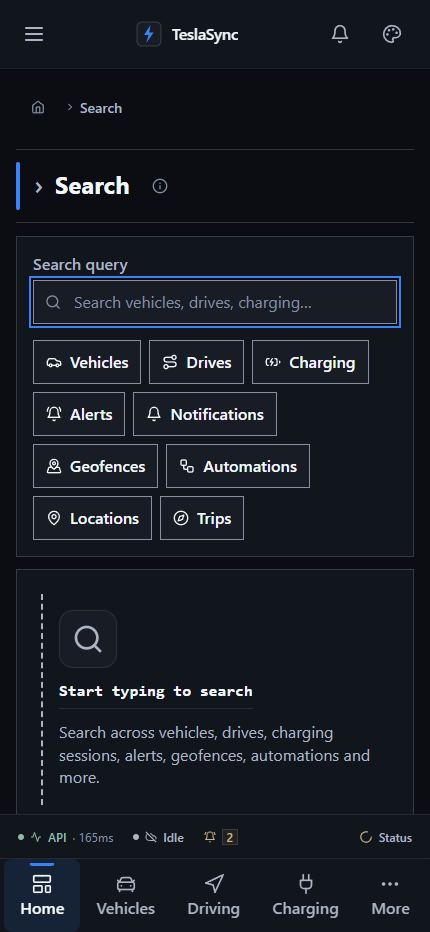 TeslaSync
Search
Search
Search query
Search vehicles, drives, charging...
Vehicles
Drives
Charging
Alerts
Notifications
Geofences
Automations
Locations
Trips
Start typing to search
Search across vehicles, drives, charging
sessions, alerts, geofences, automations and
more.
API · 165ms
Idle
2
Status
Home
Vehicles
Driving
Charging
More